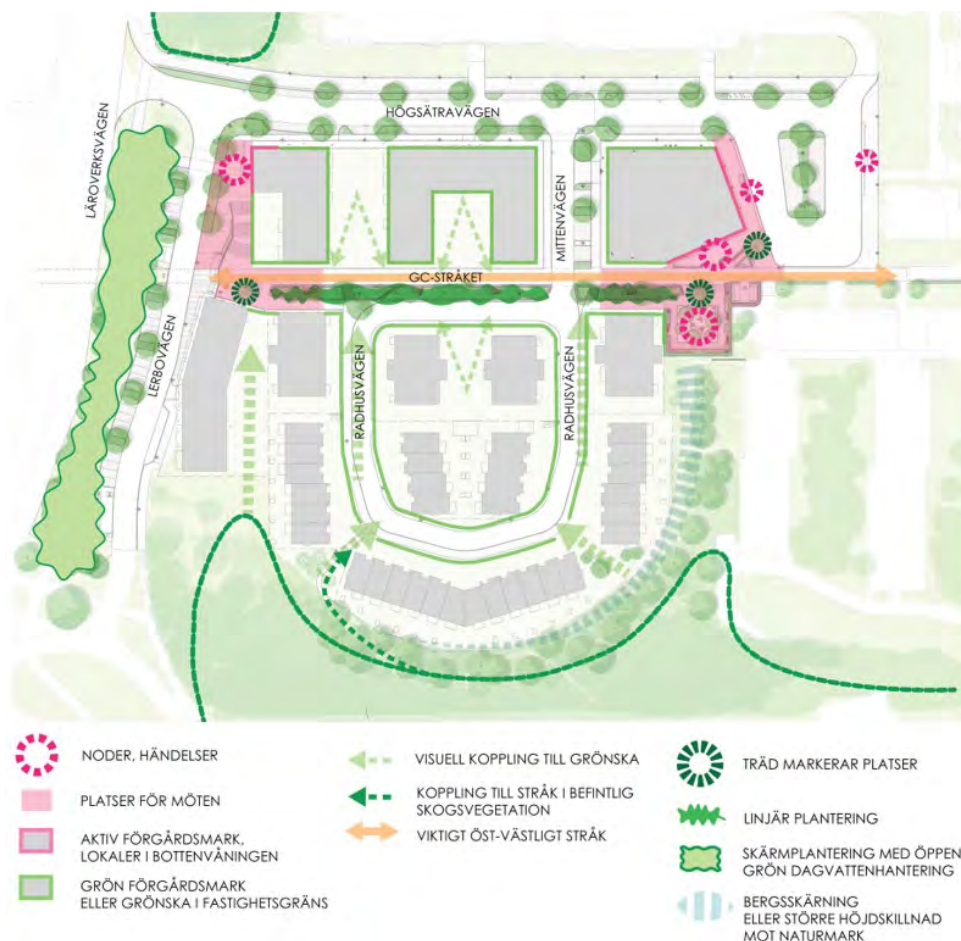 HÖGSÄTRAVÄGEN
LÄROVERKSVÄGEN
MITTENVÄGEN
GC-STRÅKET
LERBOVÄGEN
RADHUSVÄGEN
RADHUSVÄGEN
NODER, HÄNDELSER
PLATSER FÖR MÖTEN
AKTIV FÖRGÅRDSMARK,
LOKALER I BOTTENVÅNINGEN
GRÖN FÖRGÅRDSMARK
ELLER GRÖNSKA I FASTIGHETSGRÄNS
VISUELL KOPPLING TILL GRÖNSKA
KOPPLING TILL STRÅK I BEFINTLIG
SKOGSVEGETATION
VIKTIGT ÖST-VÄSTLIGT STRÅK
TRÄD MARKERAR PLATSER
LINJÄR PLANTERING
SKÄRMPLANTERING MED ÖPPEN
GRÖN DAGVATTENHANTERING
BERGSSKÄRNING
ELLER STÖRRE HÖJDSKILLNAD
MOT NATURMARK